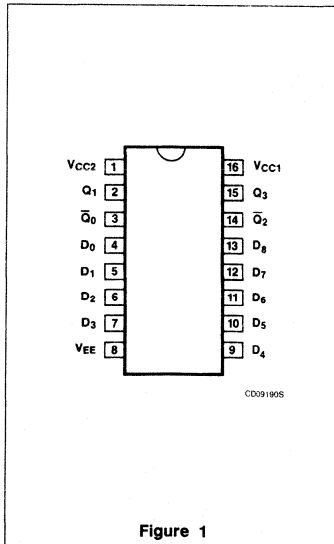 VCC2 1 16 VCC1
Q1 2 15 Q3
Q̅0 3 14 Q̅2
D0 4 13 D8
D1 5 12 D7
D2 6 11 D6
D3 7 10 D5
VEE 8 9 D4
CD09190S
Figure 1